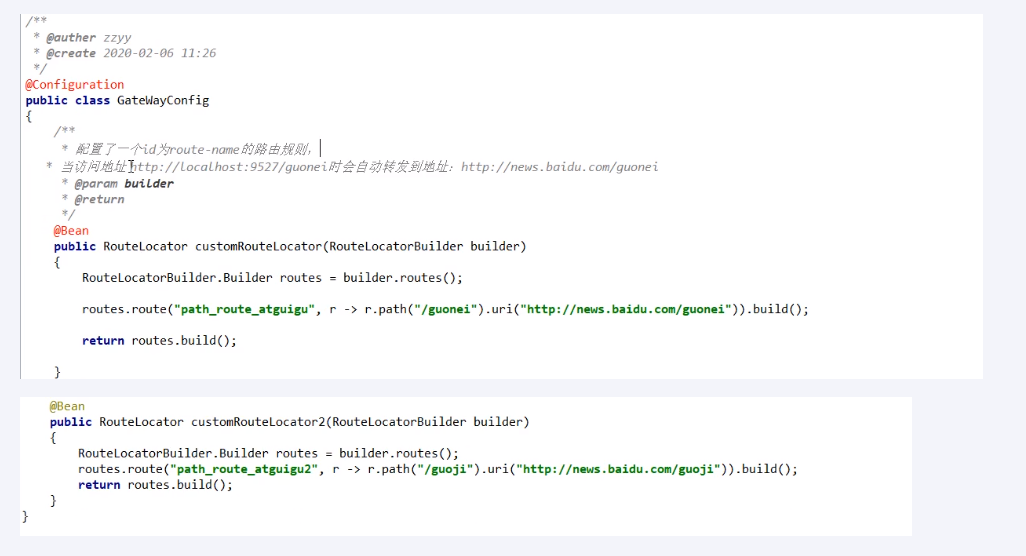 /**
* @auther zzyy
* @create 2020-02-06 11:26
*/
@Configuration
public class GateWayConfig
{
/**
* 配置了一个id为route-name的路由规则，
* 当访问地址http://localhost:9527/guonei时会自动转发到地址：http://news.baidu.com/guonei
* @param builder
* @return
*/
@Bean
public RouteLocator customRouteLocator(RouteLocatorBuilder builder)
{
RouteLocatorBuilder.Builder routes = builder.routes();
routes.route("path_route_atguigu", r -> r.path("/guonei").uri("http://news.baidu.com/guonei")).build();
return routes.build();
}
@Bean
public RouteLocator customRouteLocator2(RouteLocatorBuilder builder)
{
RouteLocatorBuilder.Builder routes = builder.routes();
routes.route("path_route_atguigu2", r -> r.path("/guoji").uri("http://news.baidu.com/guoji")).build();
return routes.build();
}
}